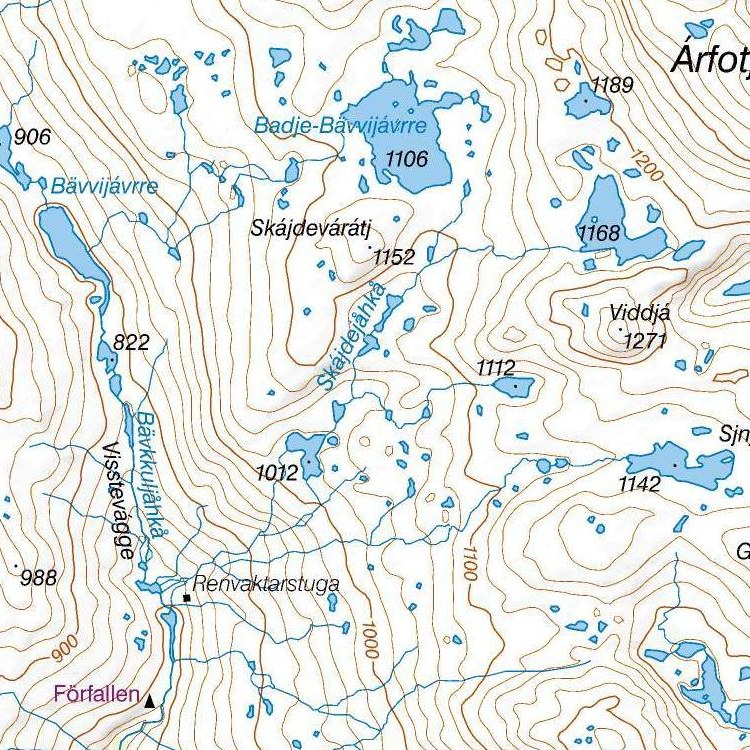 Árfotj
1189
906
Badje-Bävvijávrre
1106
1200
Bävvijávrre
Skájdevárátj
1168
1152
Skájdejåhkå
Viddjá
1271
822
1112
Bävkkuljåhkå
Visstevágge
1012
Sjn
1142
1100
G
988
Renvaktarstuga
900
1000
Förfallen